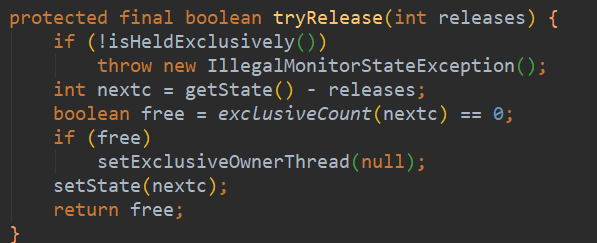 protected final boolean tryRelease(int releases) {
    if (!isHeldExclusively())
        throw new IllegalMonitorStateException();
    int nextc = getState() - releases;
    boolean free = exclusiveCount(nextc) == 0;
    if (free)
        setExclusiveOwnerThread(null);
    setState(nextc);
    return free;
}